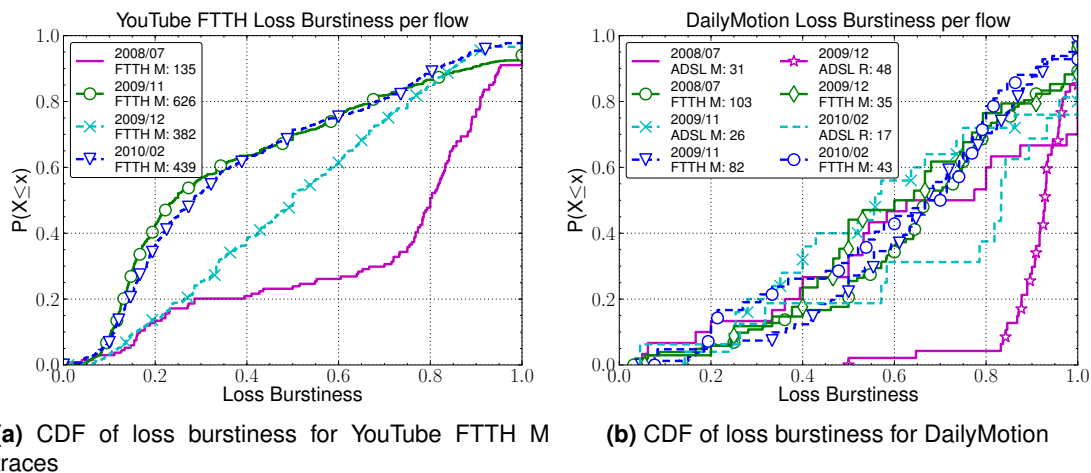 YouTube FTTH Loss Burstiness per flow
1.0
0.8
0.6
0.4
0.2
0.0
P(X≤x)
2008/07
FTTH M: 135
2009/11
FTTH M: 626
2009/12
FTTH M: 382
2010/02
FTTH M: 439
0.0 0.2 0.4 0.6 0.8 1.0
Loss Burstiness
DailyMotion Loss Burstiness per flow
1.0
0.8
0.6
0.4
0.2
0.0
P(X≤x)
2008/07
ADSL M: 31
2008/07
FTTH M: 103
2009/11
ADSL M: 26
2009/11
FTTH M: 82
2009/12
ADSL R: 48
2009/12
FTTH M: 35
2010/02
ADSL R: 17
2010/02
FTTH M: 43
0.0 0.2 0.4 0.6 0.8 1.0
Loss Burstiness
(a) CDF of loss burstiness for YouTube FTTH M
traces
(b) CDF of loss burstiness for DailyMotion